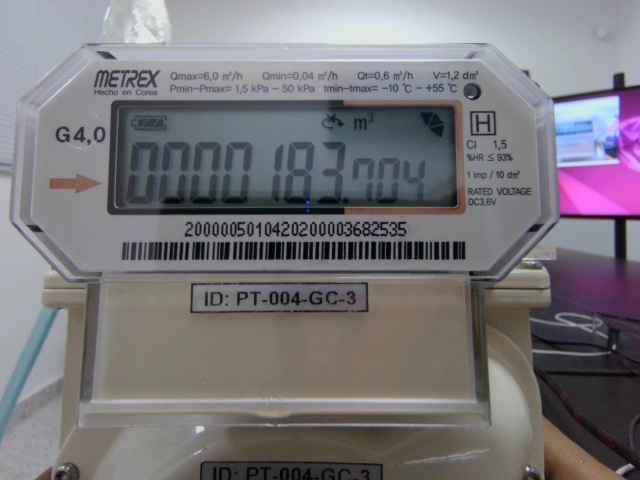 METREX
Hecho en Corea
Qmax=6,0 m³/h Qmin=0,04 m³/h Qt=0,6 m³/h V=1,2 dm³
Pmin-Pmax= 1,5 kPa - 50 kPa tmin-tmax= -10 ℃ - +55 ℃
G4,0
m³
0000183.704
H
Cl 1,5
%HR ≤ 93%
1 imp / 10 dm³
RATED VOLTAGE
DC3,6V
2000005010420200003682535
ID: PT-004-GC-3
ID: PT-004-GC-3